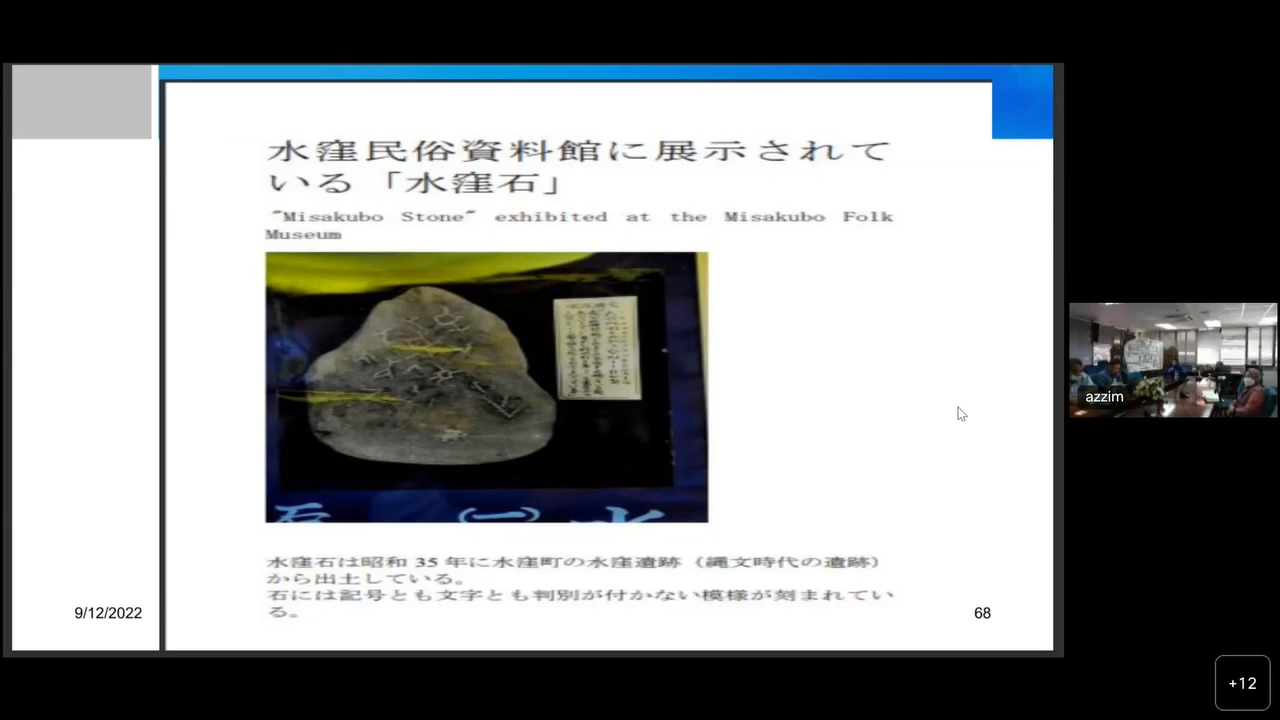 水窪民俗資料館に展示されて
いる「水窪石」
"Misakubo Stone" exhibited at the Misakubo Folk
Museum
水窪石は昭和 35 年に水窪町の水窪遺跡（縄文時代の遺跡）
から出土している。
石には記号とも文字とも判別が付かない模様が刻まれてい
る。
9/12/2022
68
azzim
+12